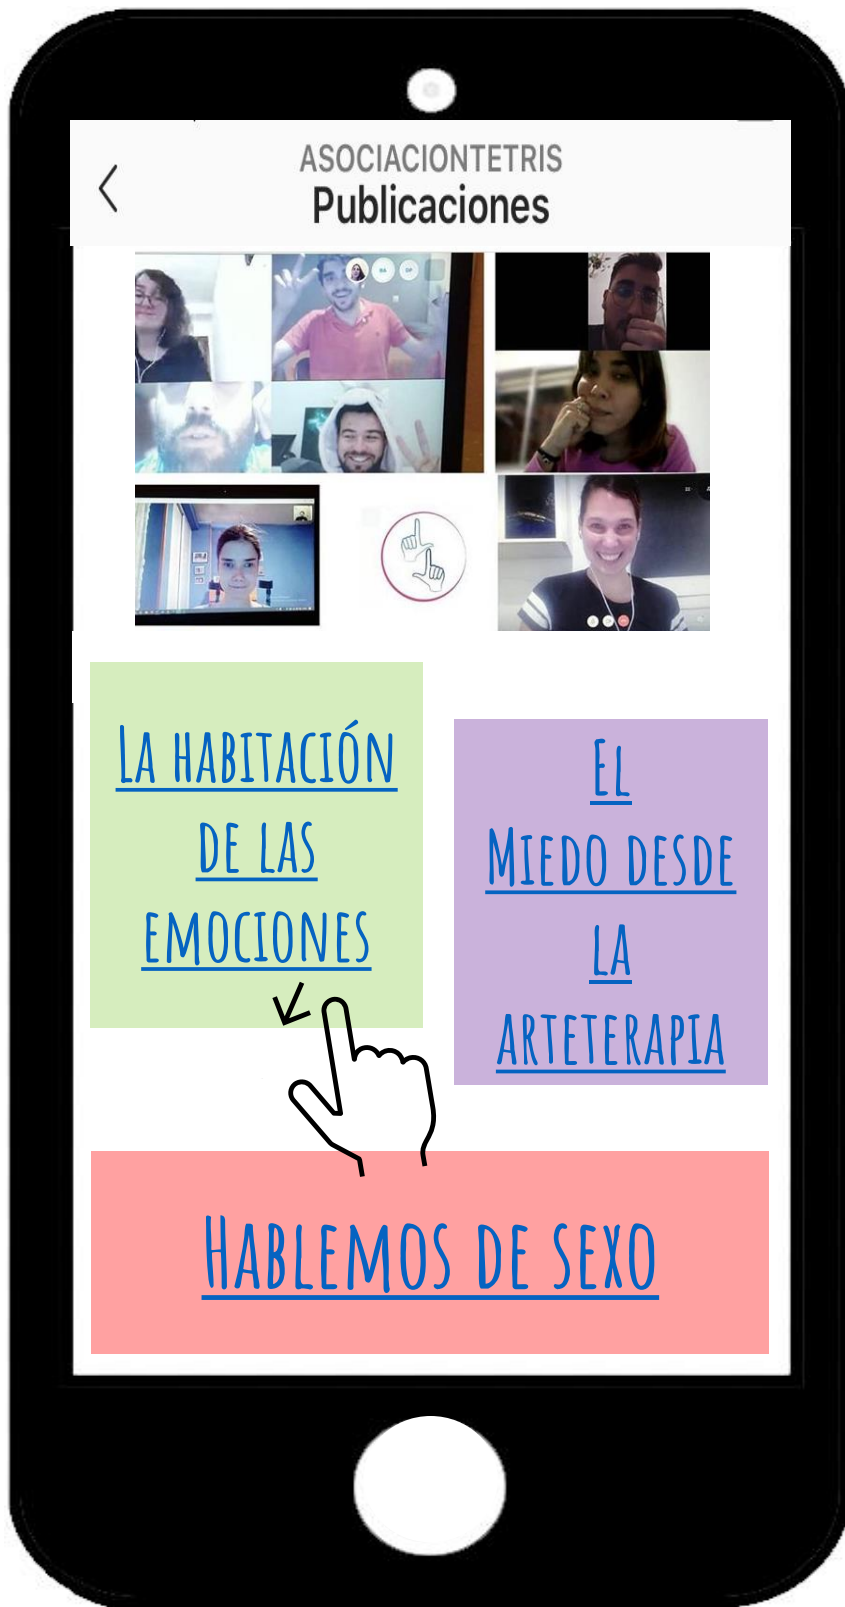 ASOCIACIONTETRIS
Publicaciones
La habitación
de las
emociones
El
Miedo desde
la
arteterapia
Hablemos de sexo